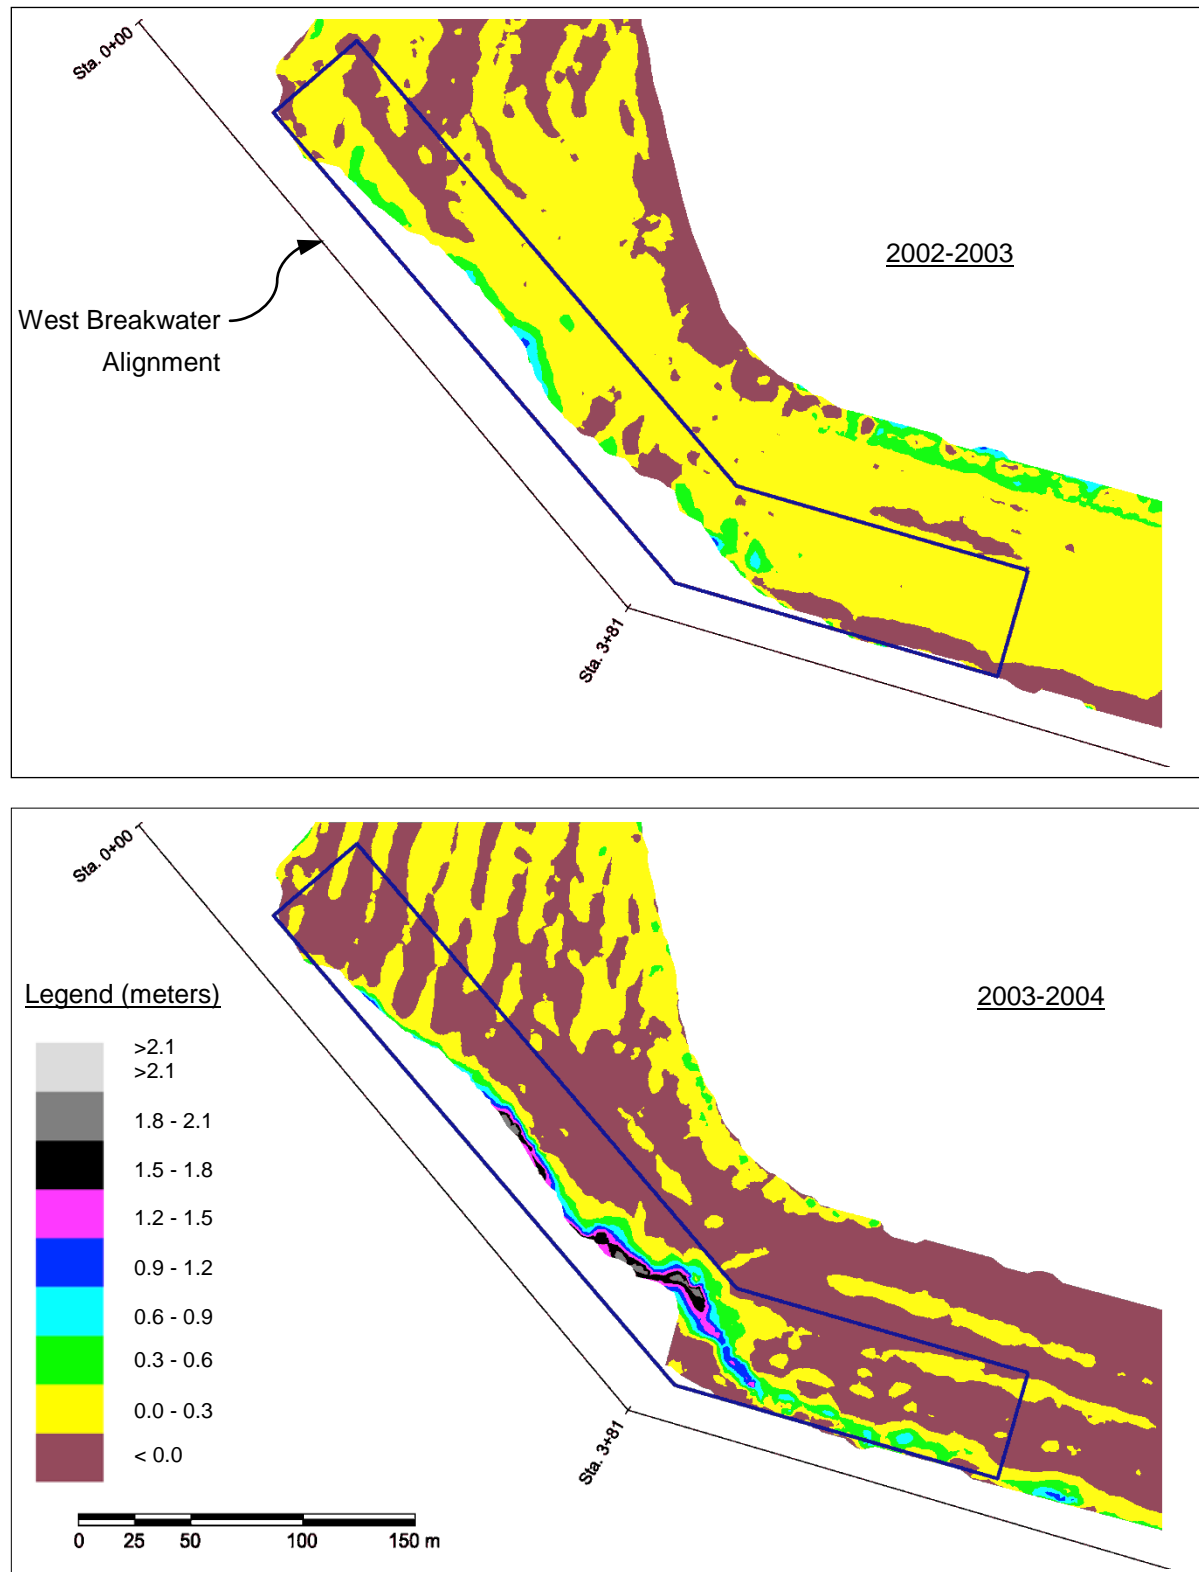 Sta. 0+00
2002-2003
West Breakwater
Alignment
Sta. 3+81
Sta. 0+00
Legend (meters)
2003-2004
>2.1
>2.1
1.8 - 2.1
1.5 - 1.8
1.2 - 1.5
0.9 - 1.2
0.6 - 0.9
0.3 - 0.6
0.0 - 0.3
< 0.0
Sta. 3+81
0 25 50 100 150 m